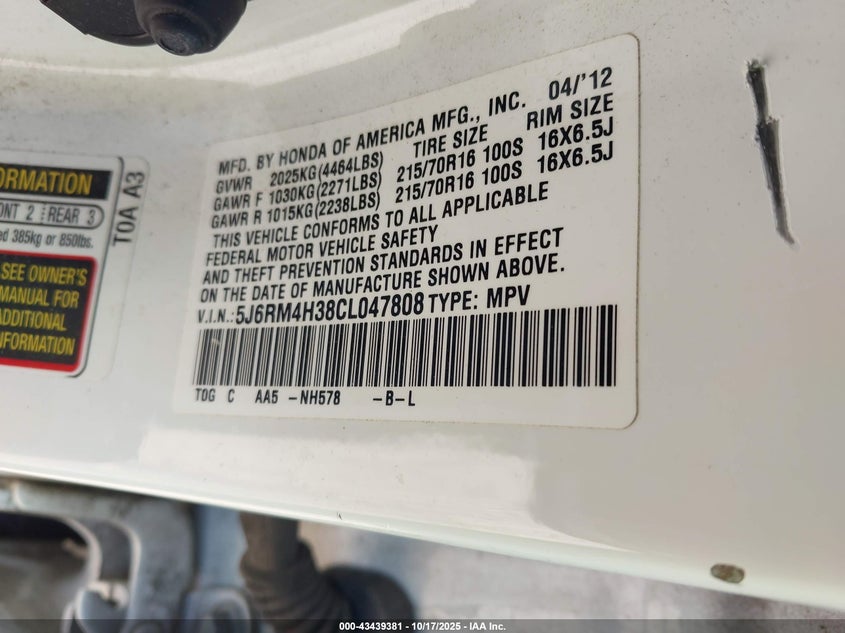 MFD. BY HONDA OF AMERICA MFG., INC. 04/'12
GVWR 2025KG(4464LBS) TIRE SIZE RIM SIZE
GAWR F 1030KG(2271LBS) 215/70R16 100S 16X6.5J
GAWR R 1015KG(2238LBS) 215/70R16 100S 16X6.5J
THIS VEHICLE CONFORMS TO ALL APPLICABLE
FEDERAL MOTOR VEHICLE SAFETY
AND THEFT PREVENTION STANDARDS IN EFFECT
ON THE DATE OF MANUFACTURE SHOWN ABOVE.
V.I.N.: 5J6RM4H38CL047808 TYPE: MPV
TOG C AA5 -NH578 -B-L
ORMATION
ONT 2 REAR 3
ed 385kg or 850lbs.
SEE OWNER'S
MANUAL FOR
ADDITIONAL
INFORMATION
TOA A3
000-43439381 | 10/17/2025 - IAA Inc.